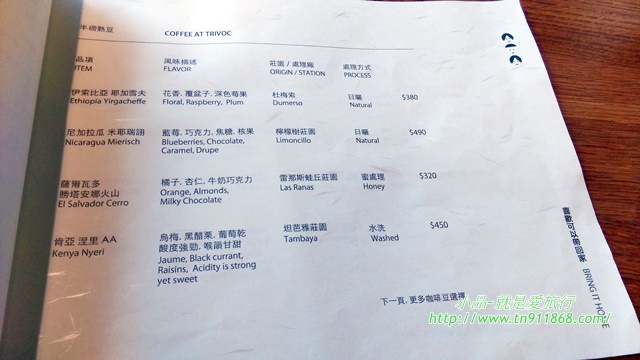 半磅熟豆 COFFEE AT TRIVOC
品項 風味描述 莊園 / 處理廠 處理方式
ITEM FLAVOR ORIGIN / STATION PROCESS
伊索比亞 耶加雪夫 花香, 覆盆子, 深色莓果 杜梅索 日曬 $380
Ethiopia Yirgacheffe Floral, Raspberry, Plum Dumerso Natural
尼加拉瓜 米耶瑞詡 藍莓, 巧克力, 焦糖, 核果 檸檬樹莊園 日曬 $490
Nicaragua Mierisch Blueberries, Chocolate, Limoncillo Natural
Caramel, Drupe
薩爾瓦多 橘子, 杏仁, 牛奶巧克力 雷那斯蛙丘莊園 蜜處理 $320
勝塔安娜火山 Orange, Almonds, Las Ranas Honey
El Salvador Cerro Milky Chocolate
肯亞 涅里 AA 烏梅, 黑醋栗, 葡萄乾 坦芭雅莊園 水洗 $450
Kenya Nyeri 酸度強勁, 喉韻甘甜 Tambaya Washed
Jaume, Black currant,
Raisins, Acidity is strong
yet sweet
下一頁, 更多咖啡豆選擇
喜歡可以帶回家 BRING IT HOME
小品-就是愛旅行
http://www.tn911868.com/